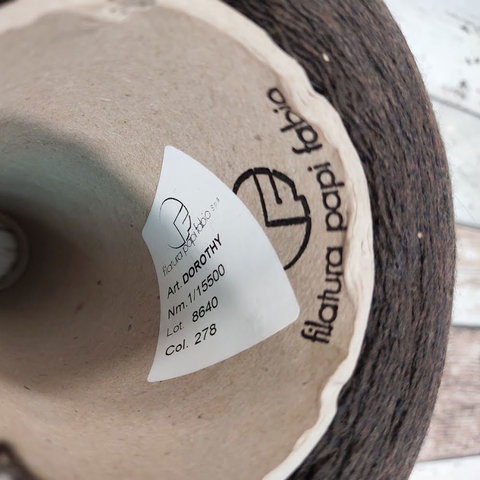 filatura papi fabio S.p.A
Art. DOROTHY
Nm. 1/15500
Lot. 8640
Col. 278
filatura papi fabio